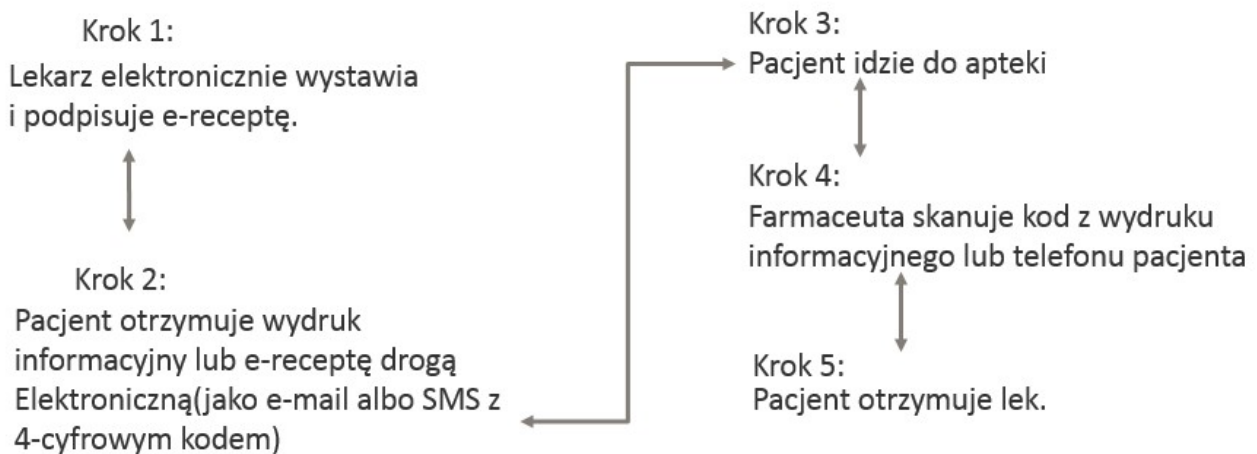 Krok 1:
Lekarz elektronicznie wystawia
i podpisuje e-receptę.
Krok 2:
Pacjent otrzymuje wydruk
informacyjny lub e-receptę drogą
Elektroniczną(jako e-mail albo SMS z
4-cyfrowym kodem)
Krok 3:
Pacjent idzie do apteki
Krok 4:
Farmaceuta skanuje kod z wydruku
informacyjnego lub telefonu pacjenta
Krok 5:
Pacjent otrzymuje lek.